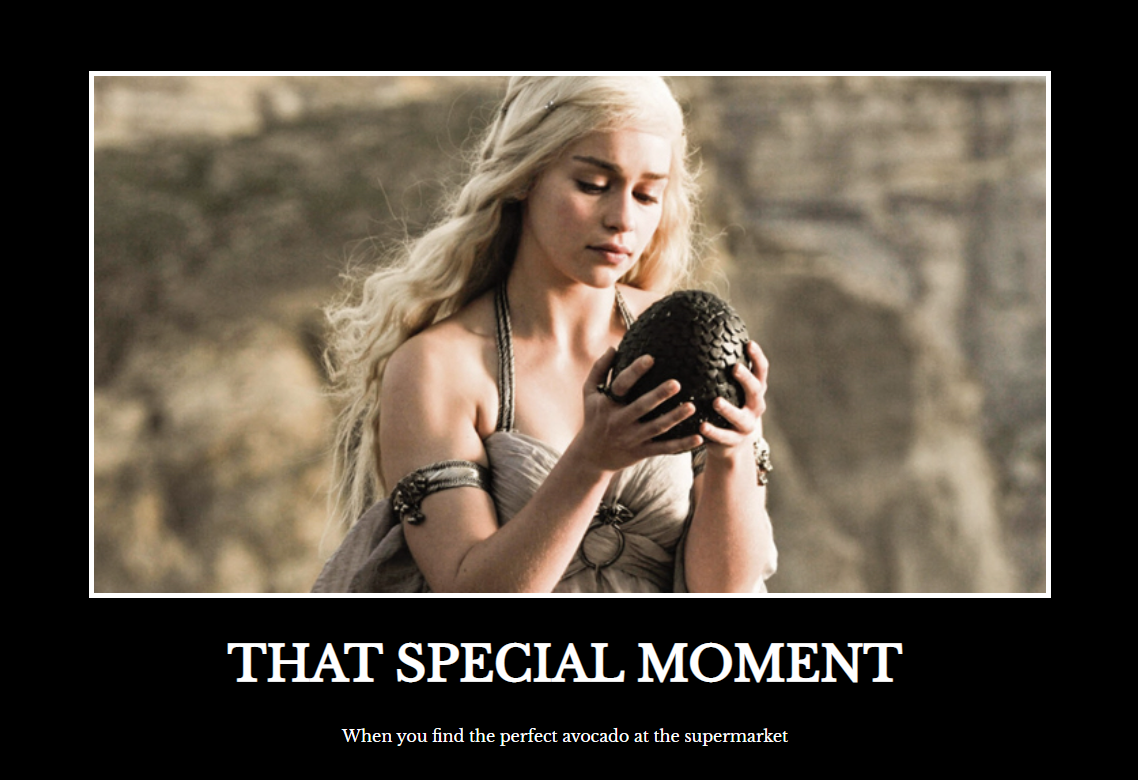 THAT SPECIAL MOMENT
When you find the perfect avocado at the supermarket